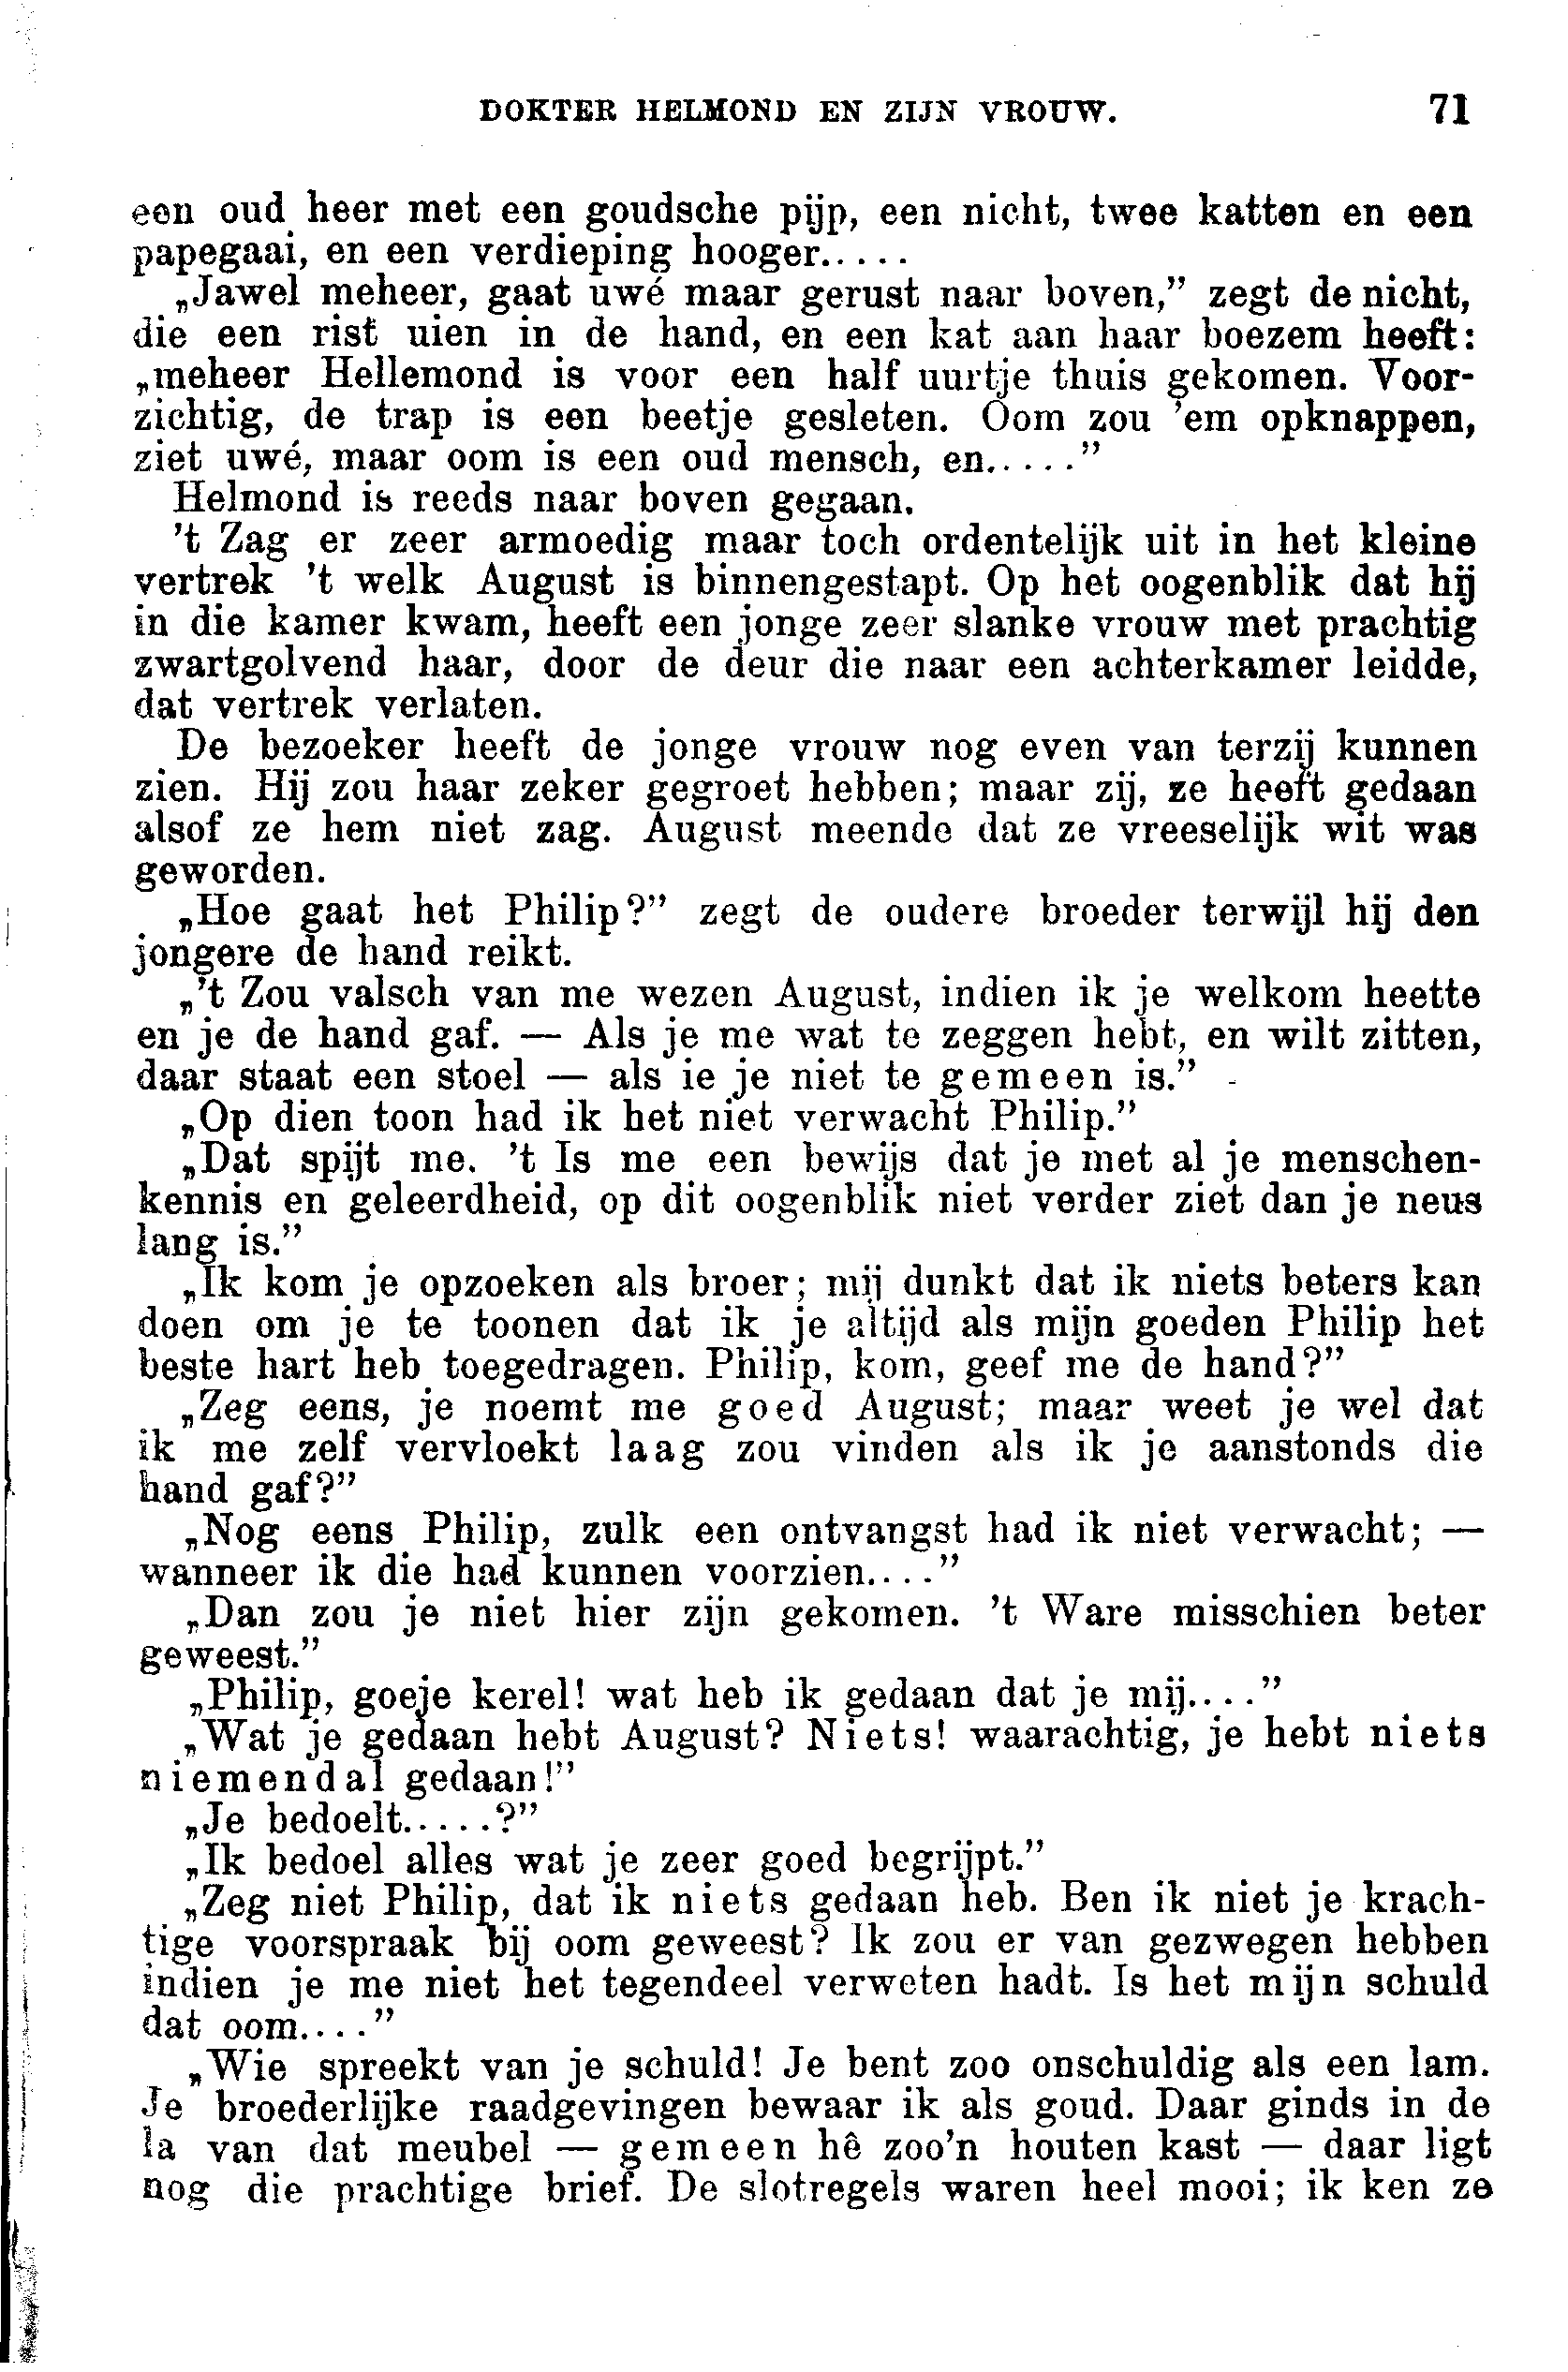 DOKTER HELMOND EN ZIJN VROUW. 71
een oud heer met een goudsche pijp, een nicht, twee katten en een
papegaai, en een verdieping hooger.....
„Jawel meheer, gaat uwé maar gerust naar boven,” zegt de nicht,
die een rist uien in de hand, en een kat aan haar boezem heeft:
„meheer Hellemond is voor een half uurtje thuis gekomen. Voor-
zichtig, de trap is een beetje gesleten. Oom zou ’em opknappen,
ziet uwé, maar oom is een oud mensch, en.....”
Helmond is reeds naar boven gegaan.
’t Zag er zeer armoedig maar toch ordentelijk uit in het kleine
vertrek ’t welk August is binnengestapt. Op het oogenblik dat hij
in die kamer kwam, heeft een jonge zeer slanke vrouw met prachtig
zwartgolvend haar, door de deur die naar een achterkamer leidde,
dat vertrek verlaten.
De bezoeker heeft de jonge vrouw nog even van terzij kunnen
zien. Hij zou haar zeker gegroet hebben; maar zij, ze heeft gedaan
alsof ze hem niet zag. August meende dat ze vreeselijk wit was
geworden.
„Hoe gaat het Philip?” zegt de oudere broeder terwijl hij den
jongere de hand reikt.
„’t Zou valsch van me wezen August, indien ik je welkom heette
en je de hand gaf. — Als je me wat te zeggen hebt, en wilt zitten,
daar staat een stoel — als ie je niet te gemeen is.”
„Op dien toon had ik het niet verwacht Philip.”
„Dat spijt me. ’t Is me een bewijs dat je met al je menschen-
kennis en geleerdheid, op dit oogenblik niet verder ziet dan je neus
lang is.”
„Ik kom je opzoeken als broer; mij dunkt dat ik niets beters kan
doen om je te toonen dat ik je altijd als mijn goeden Philip het
beste hart heb toegedragen. Philip, kom, geef me de hand?”
„Zeg eens, je noemt me goed August; maar weet je wel dat
ik me zelf vervloekt laag zou vinden als ik je aanstonds die
hand gaf?”
„Nog eens Philip, zulk een ontvangst had ik niet verwacht; —
wanneer ik die had kunnen voorzien....”
„Dan zou je niet hier zijn gekomen. ’t Ware misschien beter
geweest.”
„Philip, goeje kerel! wat heb ik gedaan dat je mij....”
„Wat je gedaan hebt August? Niets! waarachtig, je hebt niets
niemendal gedaan!”
„Je bedoelt.....?”
„Ik bedoel alles wat je zeer goed begrijpt.”
„Zeg niet Philip, dat ik niets gedaan heb. Ben ik niet je krach-
tige voorspraak bij oom geweest? Ik zou er van gezwegen hebben
indien je me niet het tegendeel verweten hadt. Is het mijn schuld
dat oom....”
„Wie spreekt van je schuld! Je bent zoo onschuldig als een lam.
Je broederlijke raadgevingen bewaar ik als goud. Daar ginds in de
la van dat meubel — gemeen hê zoo’n houten kast — daar ligt
nog die prachtige brief. De slotregels waren heel mooi; ik ken ze